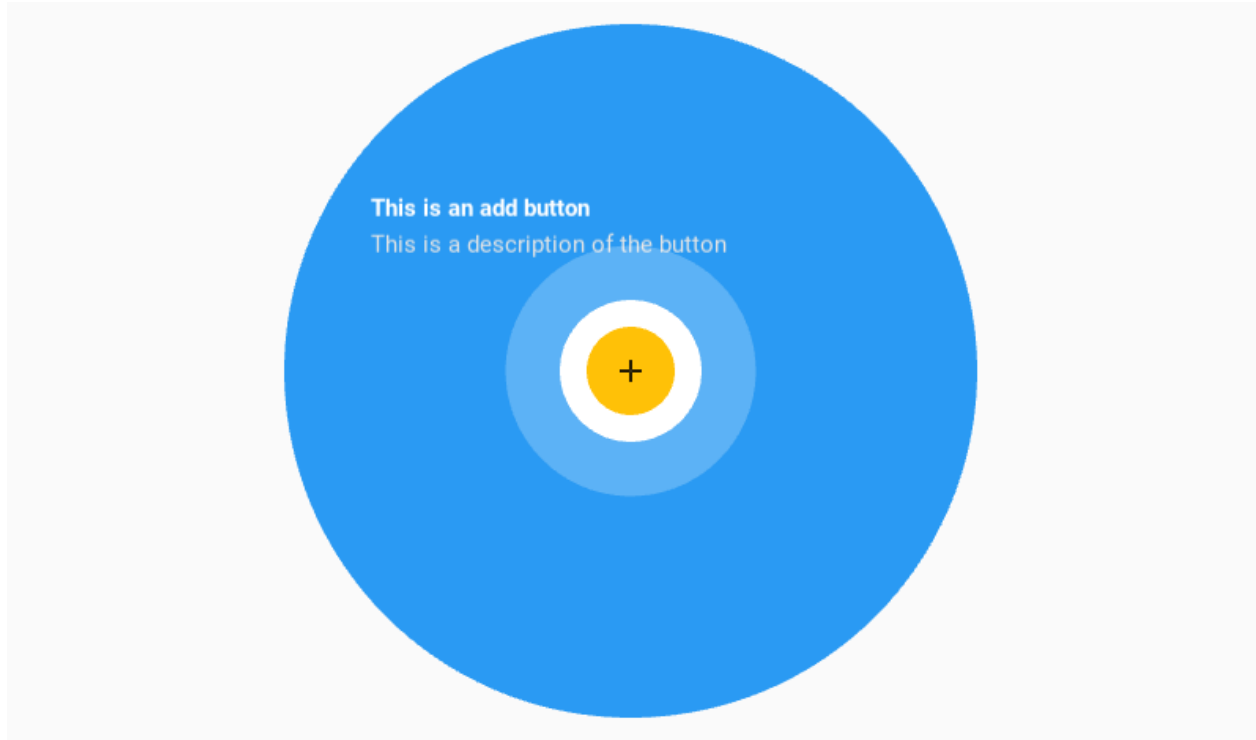 This is an add button
This is a description of the button
+